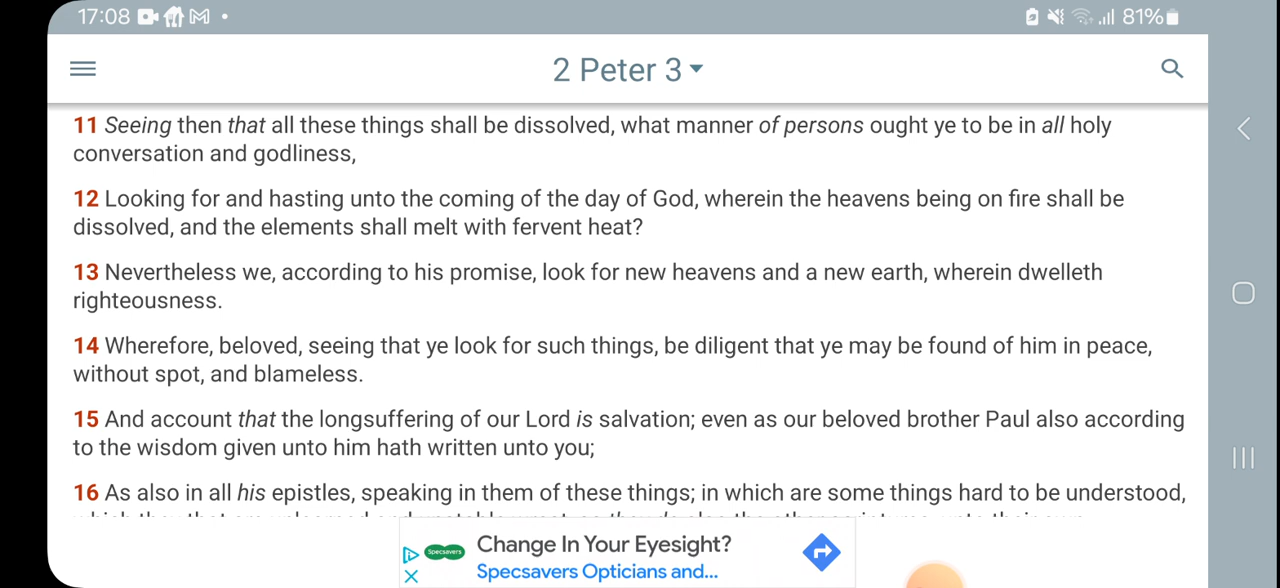 17:08
81%
2 Peter 3
11 Seeing then that all these things shall be dissolved, what manner of persons ought ye to be in all holy
conversation and godliness,
12 Looking for and hasting unto the coming of the day of God, wherein the heavens being on fire shall be
dissolved, and the elements shall melt with fervent heat?
13 Nevertheless we, according to his promise, look for new heavens and a new earth, wherein dwelleth
righteousness.
14 Wherefore, beloved, seeing that ye look for such things, be diligent that ye may be found of him in peace,
without spot, and blameless.
15 And account that the longsuffering of our Lord is salvation; even as our beloved brother Paul also according
to the wisdom given unto him hath written unto you;
16 As also in all his epistles, speaking in them of these things; in which are some things hard to be understood,
Specsavers
Change In Your Eyesight?
Specsavers Opticians and...